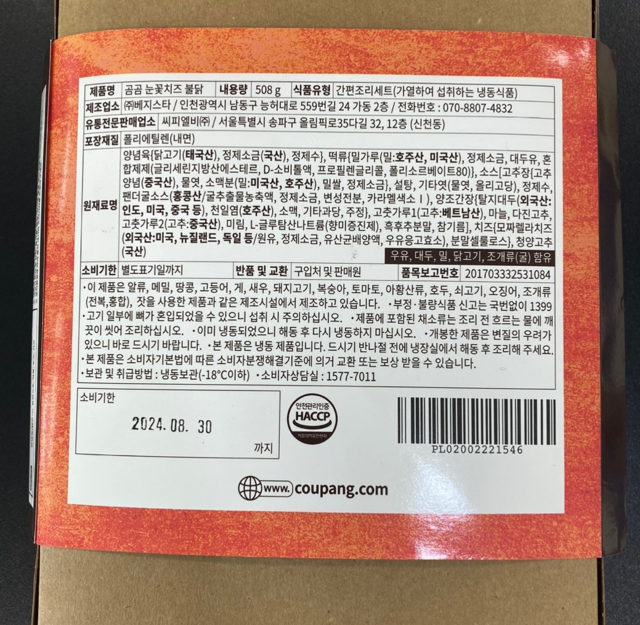 제품명 곰곰 눈꽃치즈 불닭 내용량 508 g 식품유형 간편조리세트(가열하여 섭취하는 냉동식품)
제조업소 ㈜베지스타 / 인천광역시 남동구 능허대로 559번길 24 가동 2층 / 전화번호 : 070-8807-4832
유통전문판매업소 씨피엘비㈜ / 서울특별시 송파구 올림픽로35다길 32, 12층 (신천동)
포장재질 폴리에틸렌(내면)
원재료명
양념육{닭고기(태국산), 정제소금(국산), 정제수}, 떡류{밀가루(밀:호주산, 미국산), 정제소금, 대두유, 혼
합제제(글리세린지방산에스테르, D-소비톨액, 프로필렌글리콜, 폴리소르베이트80)}, 소스[고추장{고추
양념(중국산), 물엿, 소맥분(밀:미국산, 호주산), 밀쌀, 정제소금}, 설탕, 기타엿(물엿, 올리고당), 정제수,
팬더굴소스(홍콩산/굴추출물농축액, 정제소금, 변성전분, 카라멜색소Ⅰ), 양조간장(탈지대두(외국산:
인도, 미국, 중국 등), 천일염(호주산), 소맥, 기타과당, 주정), 고춧가루1(고추:베트남산), 마늘, 다진고추,
고춧가루2(고추:중국산), 미림, L-글루탐산나트륨(향미증진제), 흑후추분말, 참기름], 치즈{모짜렐라치즈
(외국산:미국, 뉴질랜드, 독일 등/원유, 정제소금, 유산균배양액, 우유응고효소), 분말셀룰로스}, 청양고추
(국산)
우유, 대두, 밀, 닭고기, 조개류(굴) 함유
소비기한 별도표기일까지 반품 및 교환 구입처 및 판매원 품목보고번호 201703332531084
•이 제품은 알류, 메밀, 땅콩, 고등어, 게, 새우, 돼지고기, 복숭아, 토마토, 아황산류, 호두, 쇠고기, 오징어, 조개류
(전복,홍합), 잣을 사용한 제품과 같은 제조시설에서 제조하고 있습니다. •부정·불량식품 신고는 국번없이 1399
•고기 일부에 뼈가 혼입되었을 수 있으니 섭취 시 주의하십시오. •제품에 포함된 채소류는 조리 전 흐르는 물에 깨
끗이 씻어 조리하십시오. •이미 냉동되었으니 해동 후 다시 냉동하지 마십시오. •개봉한 제품은 변질의 우려가
있으니 바로 드시기 바랍니다. •본 제품은 냉동 제품입니다. 드시기 반나절 전에 냉장실에서 해동 후 조리해 주세요.
•본 제품은 소비자기본법에 따른 소비자분쟁해결기준에 의거 교환 또는 보상 받을 수 있습니다.
•보관 및 취급방법 : 냉동보관(-18℃이하) •소비자상담실 : 1577-7011
소비기한
2024. 08. 30
까지
안전관리인증
HACCP
PL02002221546
www. coupang.com